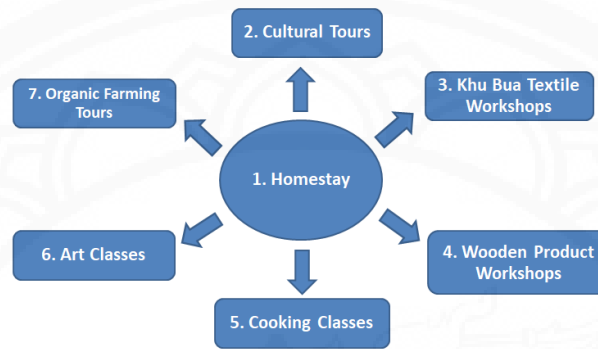 1. Homestay
2. Cultural Tours
3. Khu Bua Textile
Workshops
4. Wooden Product
Workshops
5. Cooking Classes
6. Art Classes
7. Organic Farming
Tours